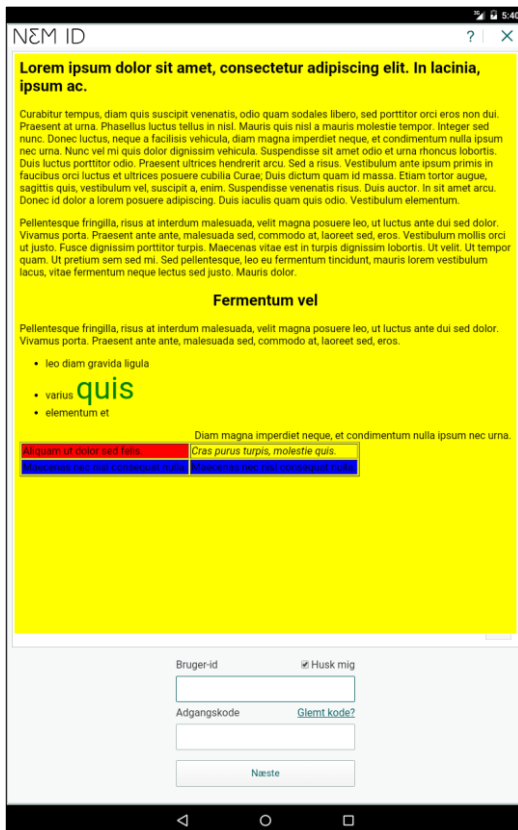 3G 5:40
NEM ID ? ×
Lorem ipsum dolor sit amet, consectetur adipiscing elit. In lacinia,
ipsum ac.
Curabitur tempus, diam quis suscipit venenatis, odio quam sodales libero, sed porttitor orci eros non dui.
Praesent at urna. Phasellus luctus tellus in nisl. Mauris quis nisl a mauris molestie tempor. Integer sed
nunc. Donec luctus, neque a facilisis vehicula, diam magna imperdiet neque, et condimentum nulla ipsum
nec urna. Nunc vel mi quis dolor dignissim vehicula. Suspendisse sit amet odio et urna rhoncus lobortis.
Duis luctus porttitor odio. Praesent ultrices hendrerit arcu. Sed a risus. Vestibulum ante ipsum primis in
faucibus orci luctus et ultrices posuere cubilia Curae; Duis dictum quam id massa. Etiam tortor augue,
sagittis quis, vestibulum vel, suscipit a, enim. Suspendisse venenatis risus. Duis auctor. In sit amet arcu.
Donec id dolor a lorem posuere adipiscing. Duis iaculis quam quis odio. Vestibulum elementum.
Pellentesque fringilla, risus at interdum malesuada, velit magna posuere leo, ut luctus ante dui sed dolor.
Vivamus porta. Praesent ante ante, malesuada sed, commodo at, laoreet sed, eros. Vestibulum mollis orci
ut justo. Fusce dignissim porttitor turpis. Maecenas vitae est in turpis dignissim lobortis. Ut velit. Ut tempor
quam. Ut pretium sem sed mi. Sed pellentesque, leo eu fermentum tincidunt, mauris lorem vestibulum
lacus, vitae fermentum neque lectus sed justo. Mauris dolor.
Fermentum vel
Pellentesque fringilla, risus at interdum malesuada, velit magna posuere leo, ut luctus ante dui sed dolor.
Vivamus porta. Praesent ante ante, malesuada sed, commodo at, laoreet sed, eros.
• leo diam gravida ligula
• varius quis
• elementum et
Diam magna imperdiet neque, et condimentum nulla ipsum nec urna.
Aliquam ut dolor sed felis. Cras purus turpis, molestie quis.
Maecenas nec nisl consequat nulla Maecenas nec nisl consequat nulla
Bruger-id Husk mig
Adgangskode Glemt kode?
Næste